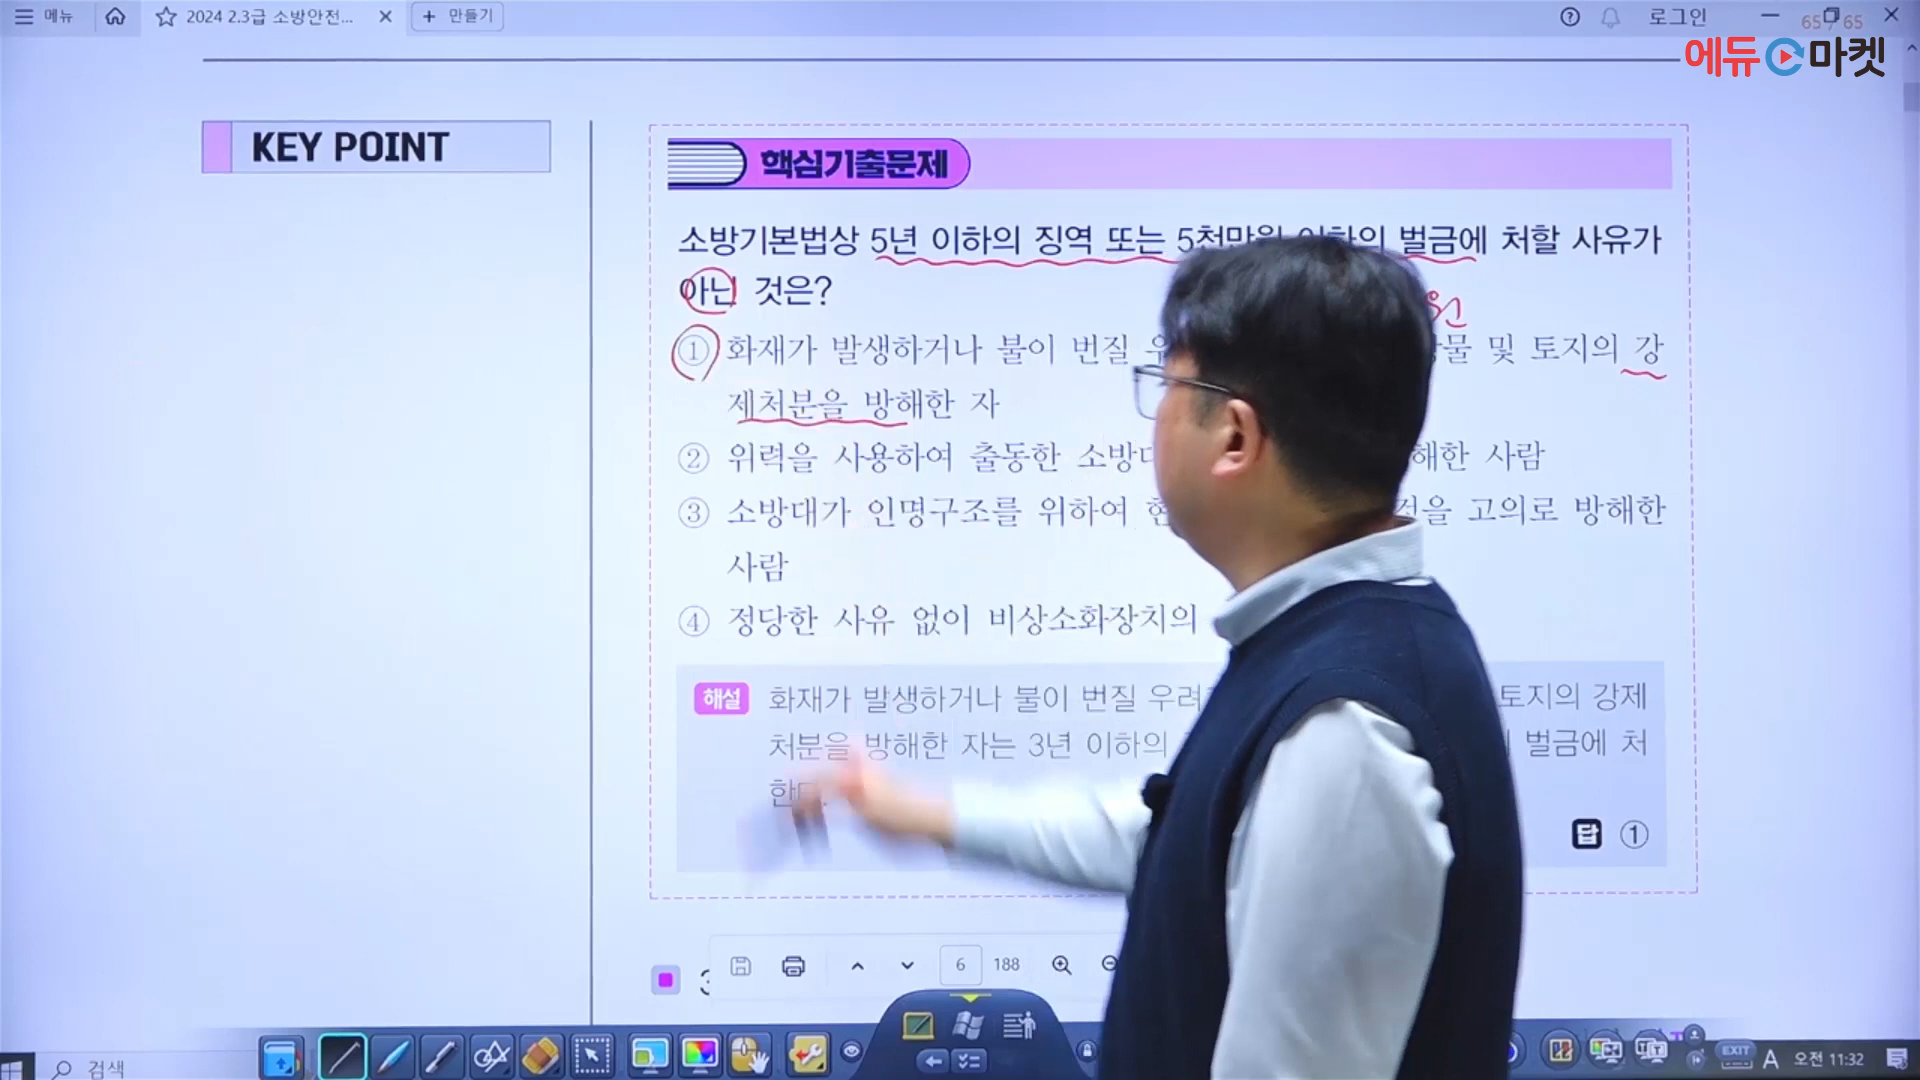 메뉴
2024 2.3급 소방안전...
만들기
로그인
65 / 65
에듀마켓
KEY POINT
핵심기출문제
소방기본법상 5년 이하의 징역 또는 5천만원 이하의 벌금에 처할 사유가
아닌 것은?
원
① 화재가 발생하거나 불이 번질 물 및 토지의 강
제처분을 방해한 자
② 위력을 사용하여 출동한 소방대 해한 사람
③ 소방대가 인명구조를 위하여 것을 고의로 방해한
사람
④ 정당한 사유 없이 비상소화장치의
해설 화재가 발생하거나 불이 번질 우려 토지의 강제
처분을 방해한 자는 3년 이하의 벌금에 처
한다.
답 ①
6 188
검색
EXIT
A 오전 11:32